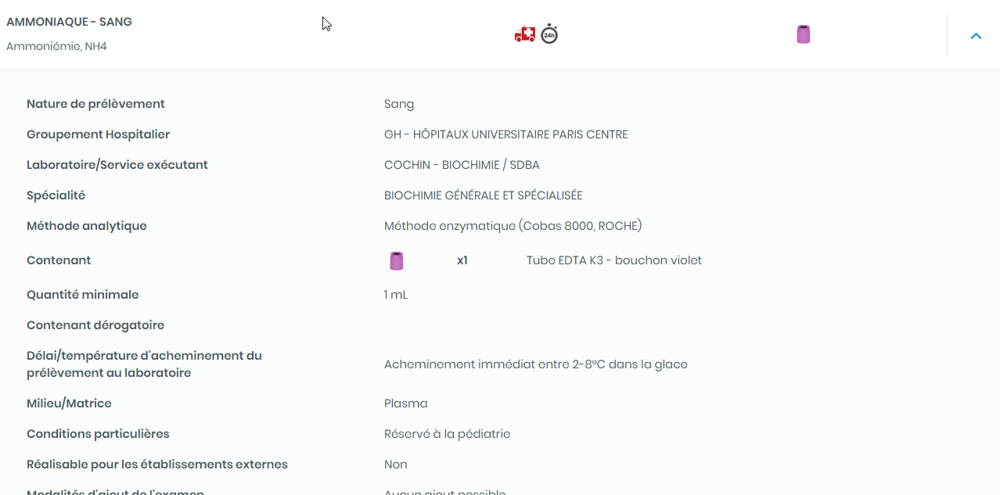 AMMONIAQUE - SANG
Ammoniémie, NH4
24h
Nature de prélèvement Sang
Groupement Hospitalier GH - HÔPITAUX UNIVERSITAIRE PARIS CENTRE
Laboratoire/Service exécutant COCHIN - BIOCHIMIE / SDBA
Spécialité BIOCHIMIE GÉNÉRALE ET SPÉCIALISÉE
Méthode analytique Méthode enzymatique (Cobas 8000, ROCHE)
Contenant x1 Tube EDTA K3 - bouchon violet
Quantité minimale 1 mL
Contenant dérogatoire
Délai/température d'acheminement du
prélèvement au laboratoire Acheminement immédiat entre 2-8°C dans la glace
Milieu/Matrice Plasma
Conditions particulières Réservé à la pédiatrie
Réalisable pour les établissements externes Non
Modalités d'ajout de l'examen Aucun ajout possible